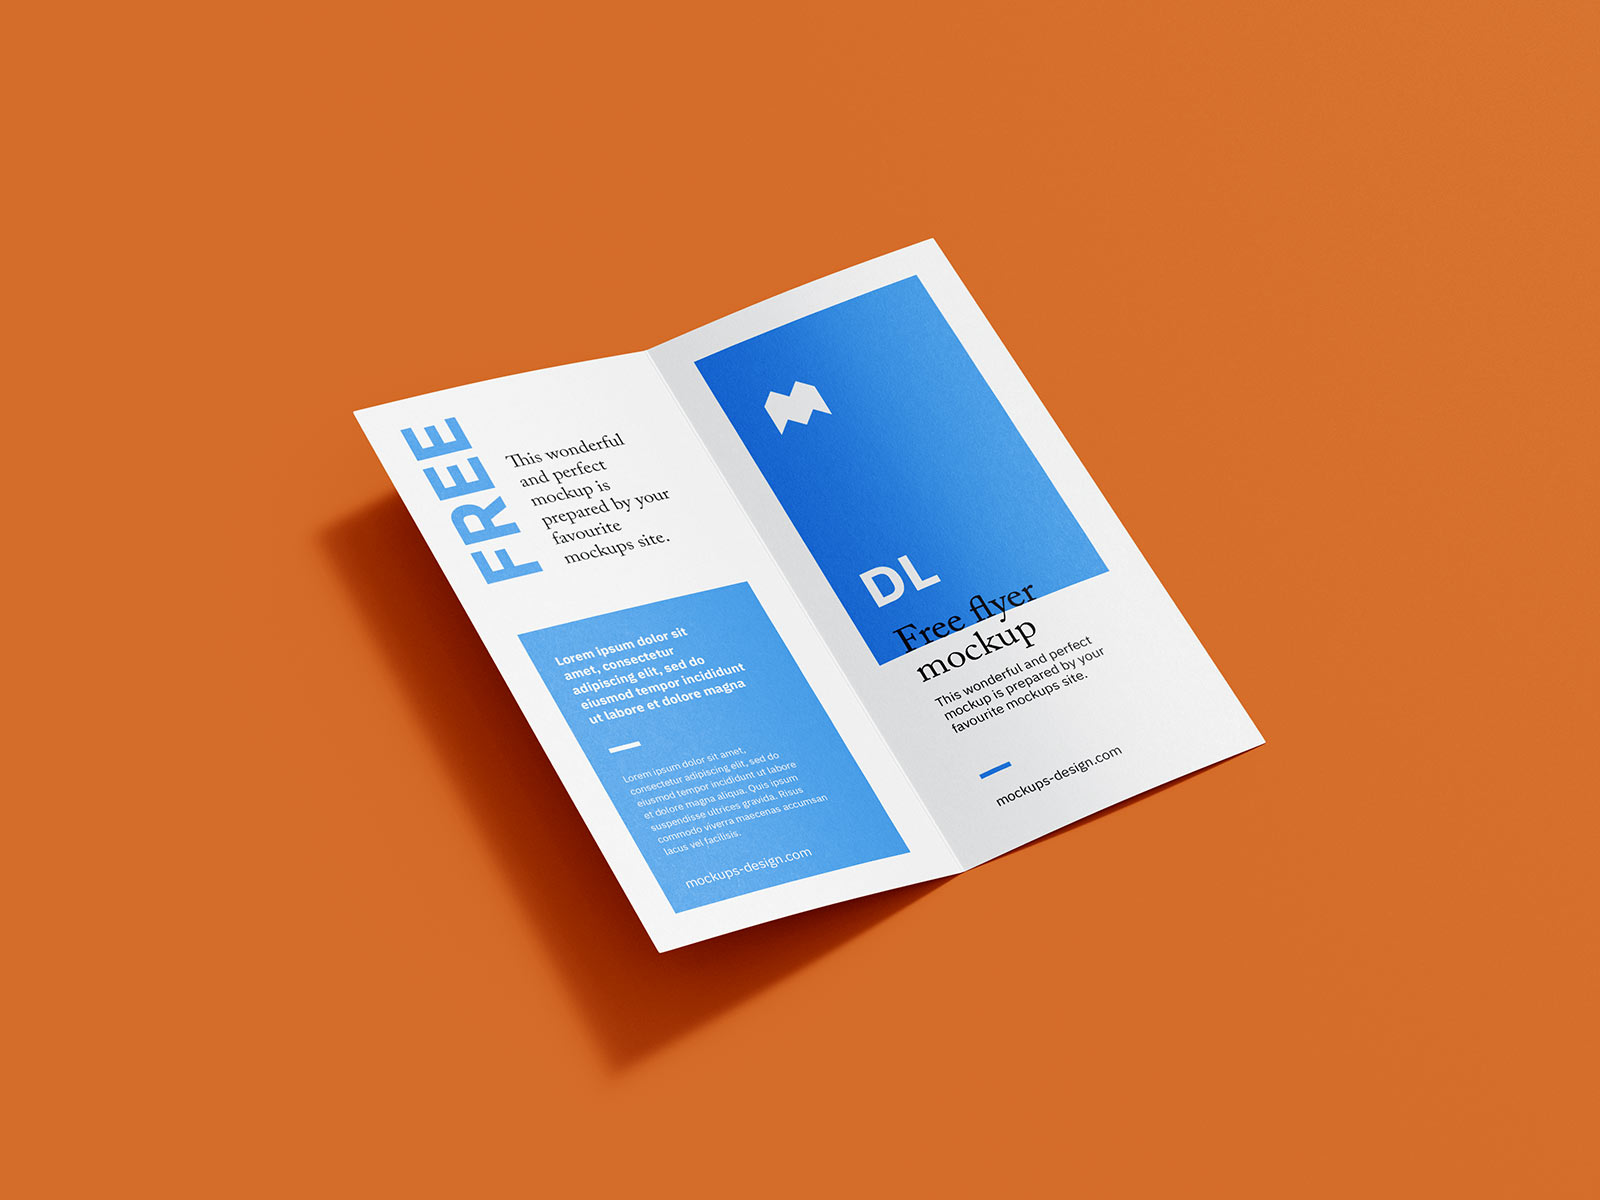 FREE
This wonderful
and perfect
mockup is
prepared by your
favourite
mockups site.
Lorem ipsum dolor sit
amet, consectetur
adipiscing elit, sed do
eiusmod tempor incididunt
ut labore et dolore magna
Lorem ipsum dolor sit amet,
consectetur adipiscing elit, sed do
eiusmod tempor incididunt ut labore
et dolore magna aliqua. Quis ipsum
suspendisse ultrices gravida. Risus
commodo viverra maecenas accumsan
lacus vel facilisis.
mockups-design.com
DL
Free flyer
mockup
This wonderful and perfect
mockup is prepared by your
favourite mockups site.
mockups-design.com